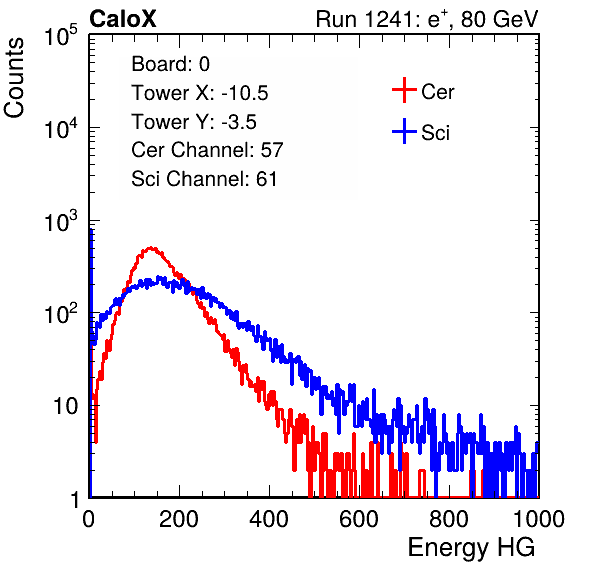 CaloX Run 1241: e⁺, 80 GeV
Counts
Board: 0
Tower X: -10.5
Tower Y: -3.5
Cer Channel: 57
Sci Channel: 61
Cer
Sci
10⁵
10⁴
10³
10²
10
1
0 200 400 600 800 1000
Energy HG